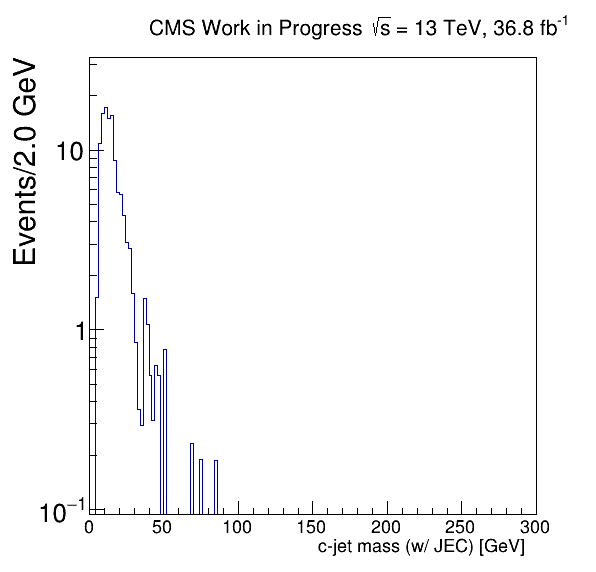 CMS Work in Progress √s = 13 TeV, 36.8 fb⁻¹
Events/2.0 GeV
10
1
10⁻¹
0 50 100 150 200 250 300
c-jet mass (w/ JEC) [GeV]